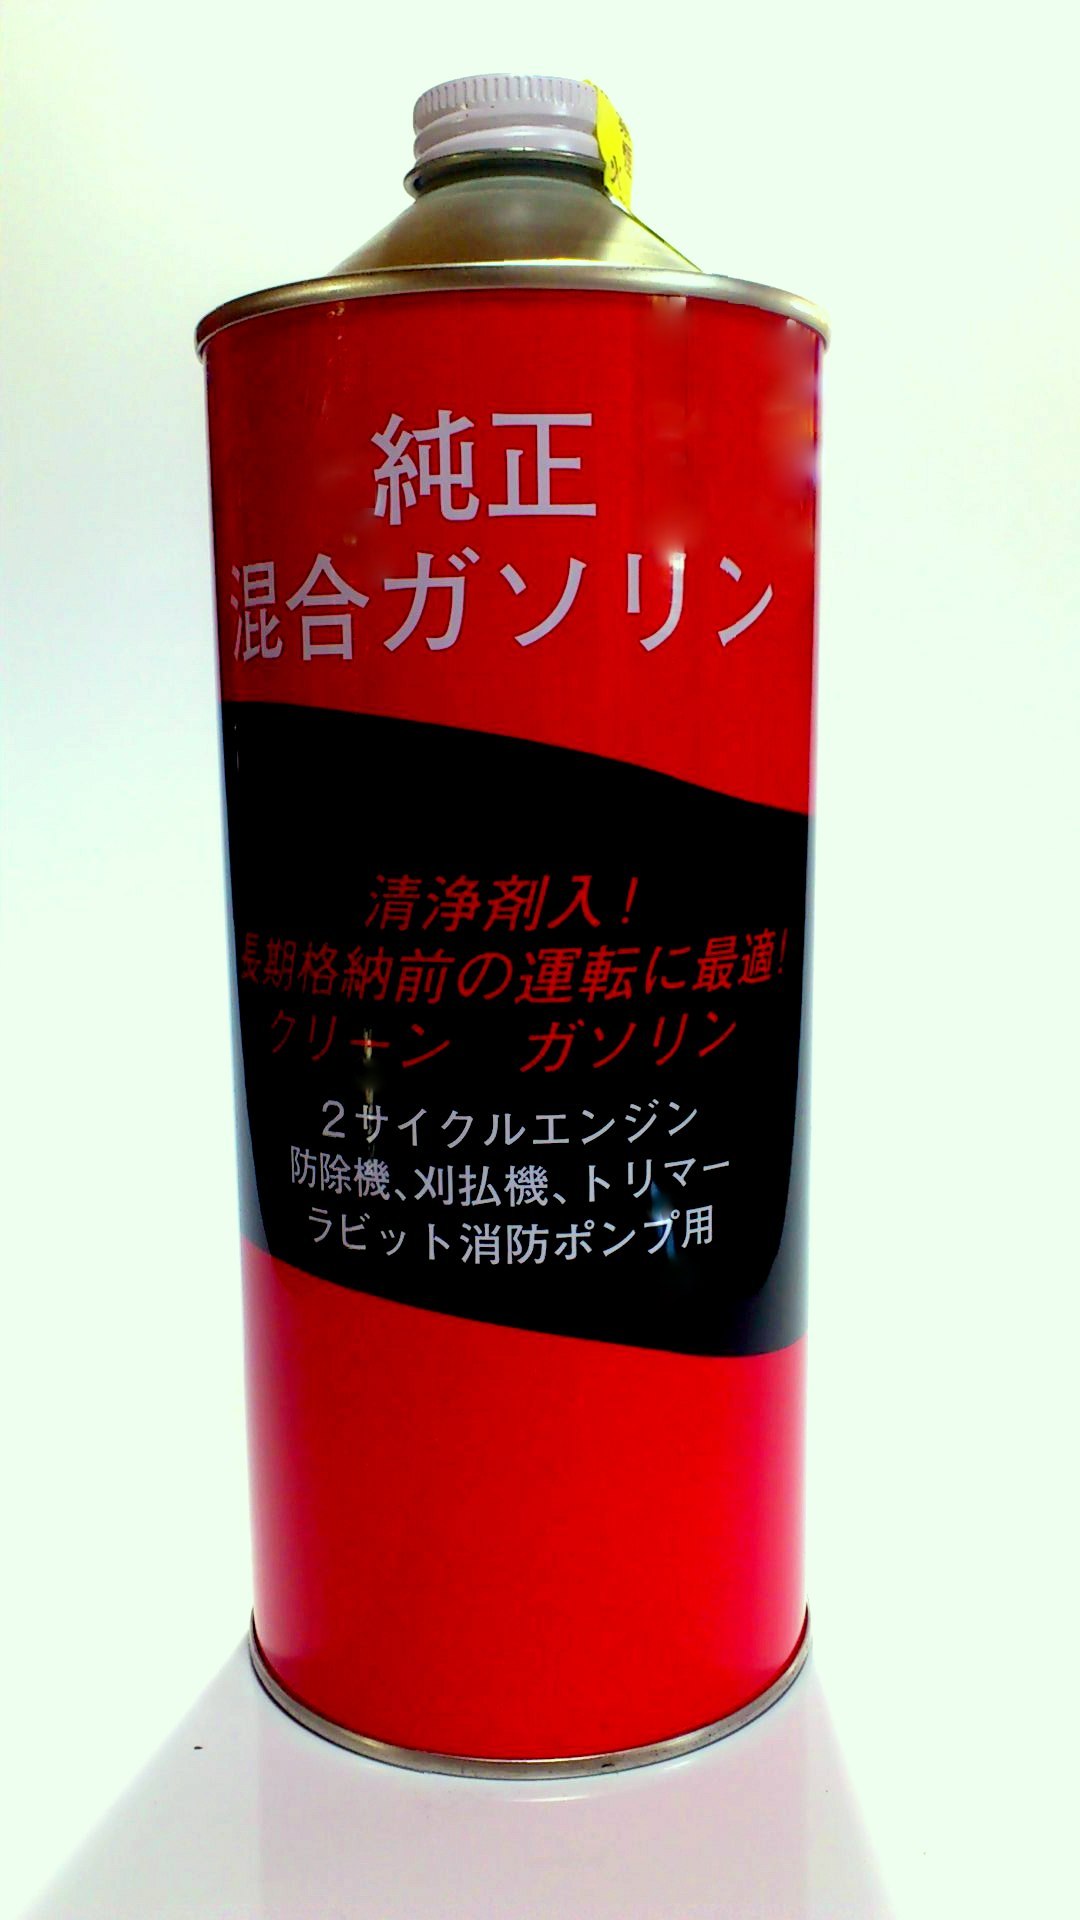 純正
混合ガソリン
清浄剤入!
長期格納前の運転に最適!
クリーン　ガソリン
2サイクルエンジン
防除機、刈払機、トリマー
ラビット消防ポンプ用